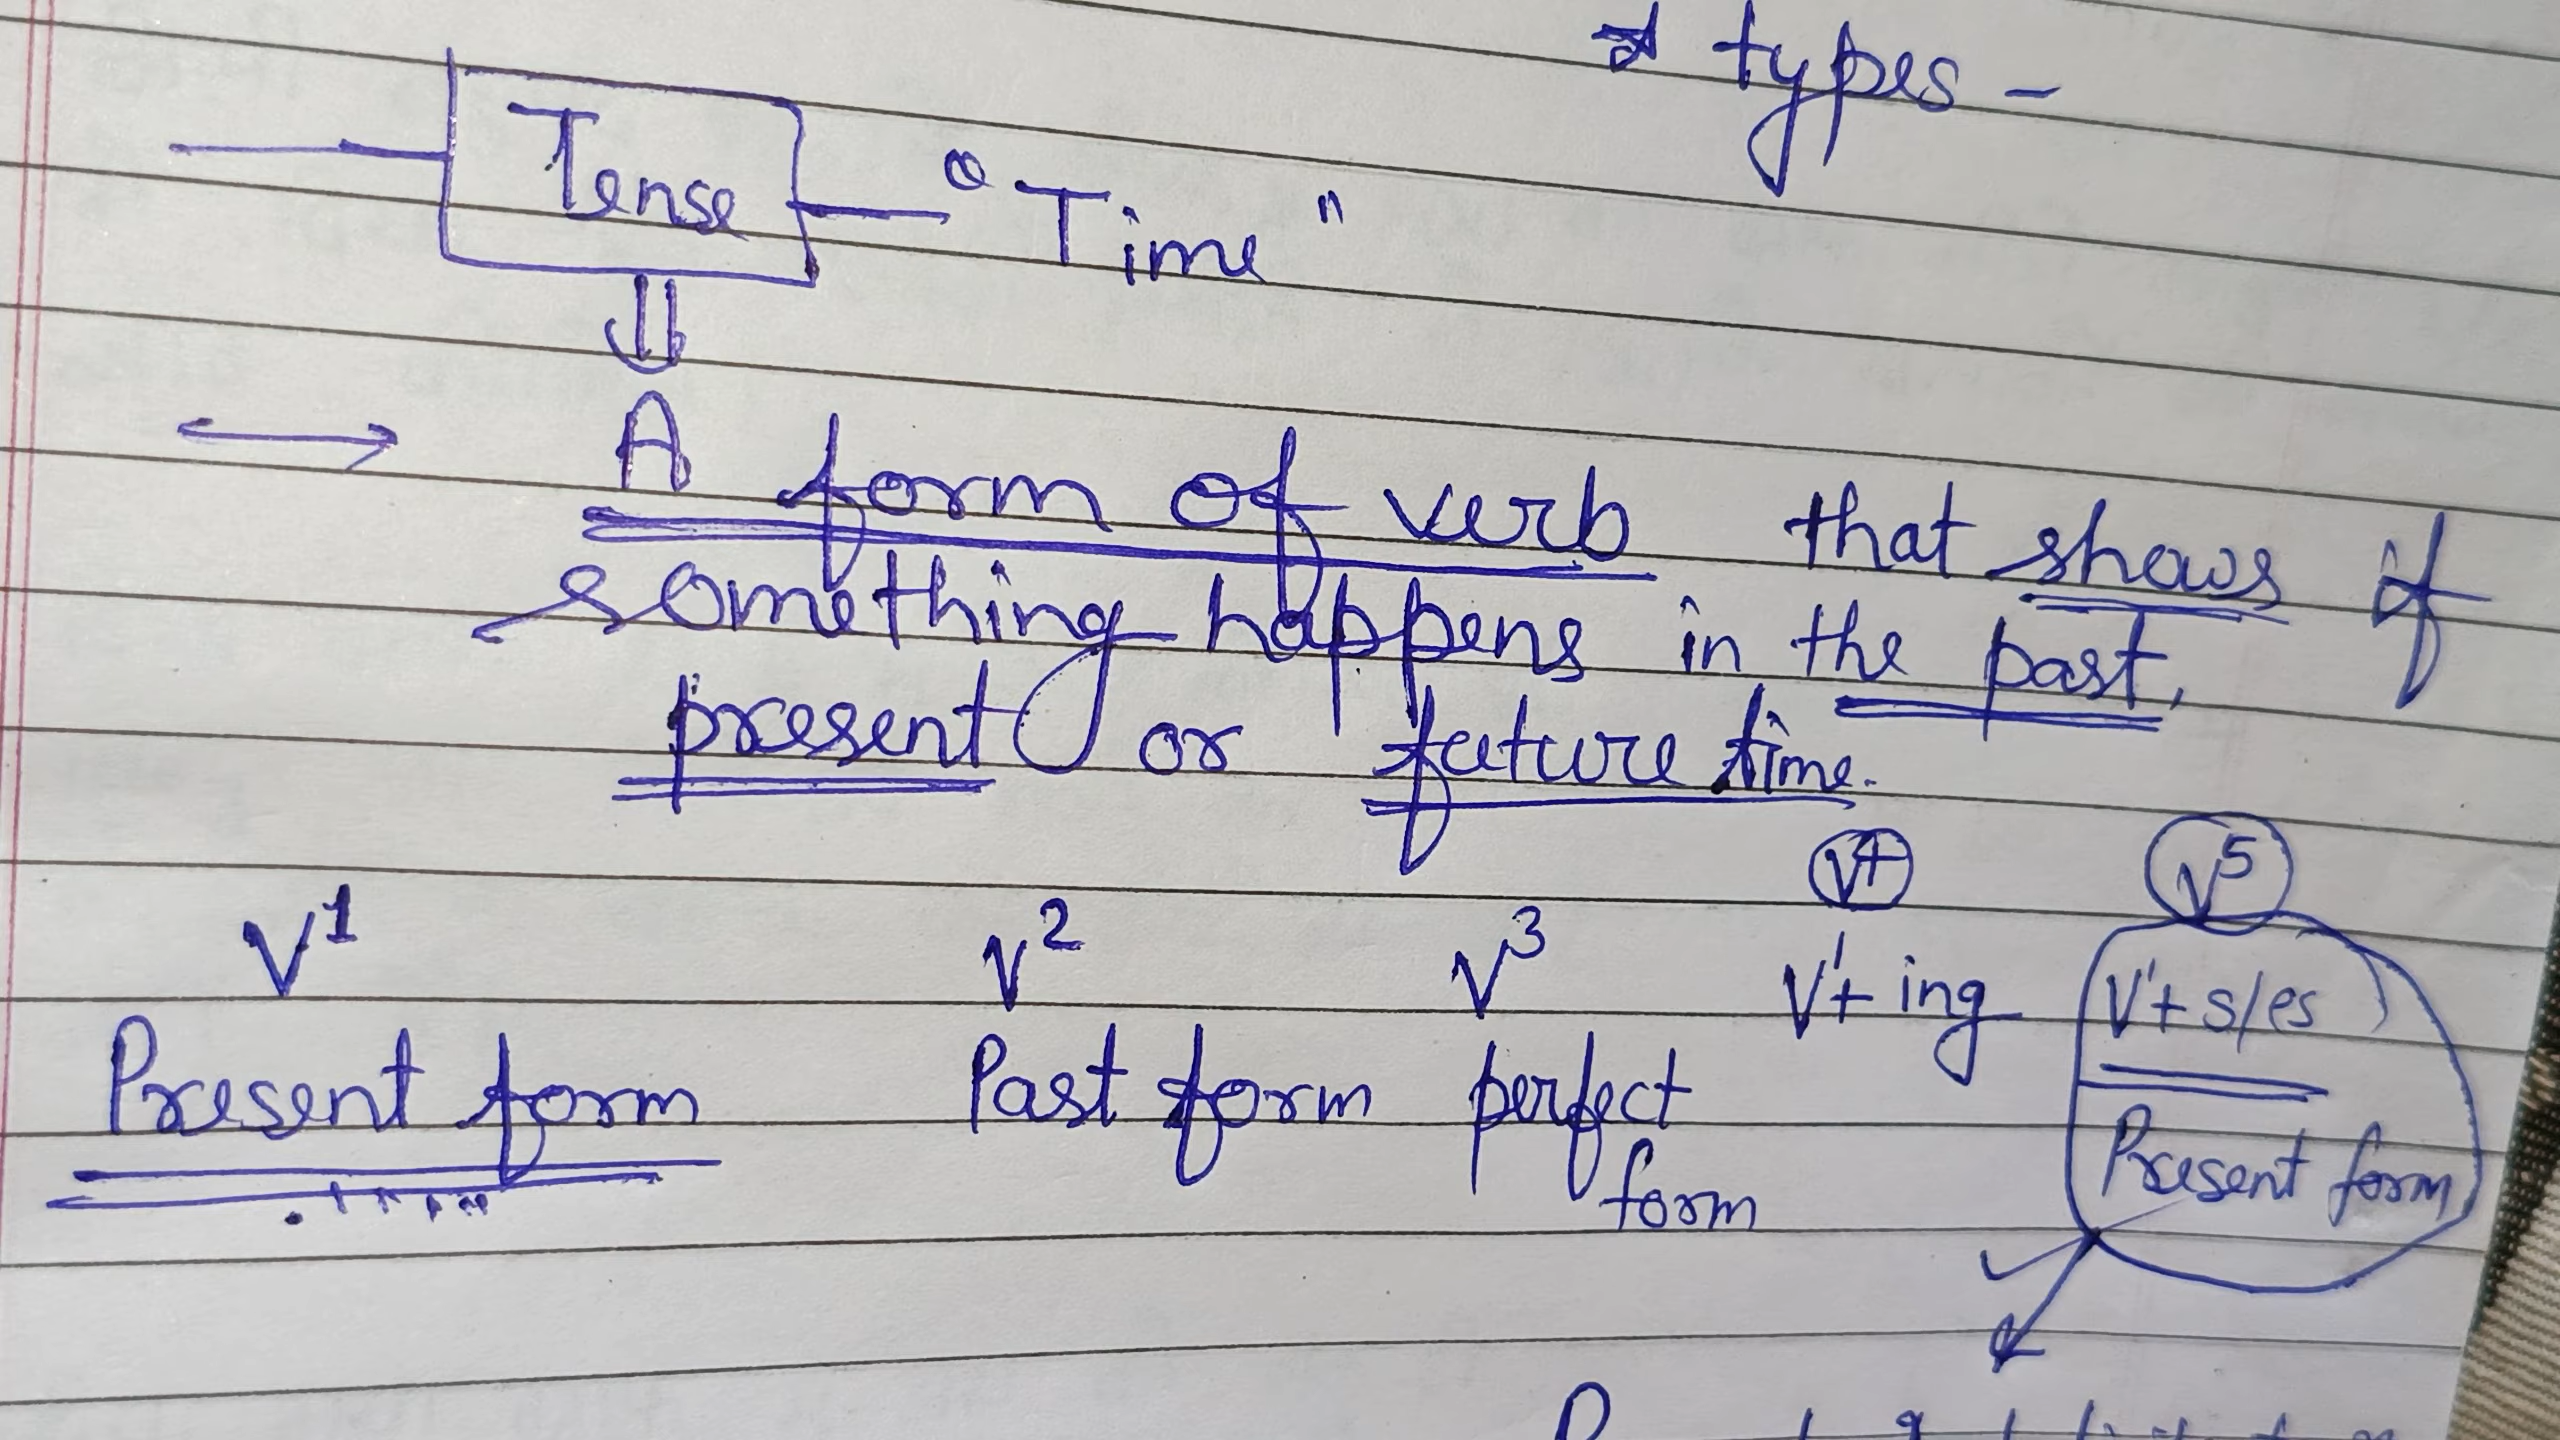 types -
Tense - "Time"
A form of verb that shows if
something happens in the past,
present or future time.
V¹ V² V³ V⁴ V⁵
V¹+ ing V¹+ s/es
Present form Past form perfect form Present form